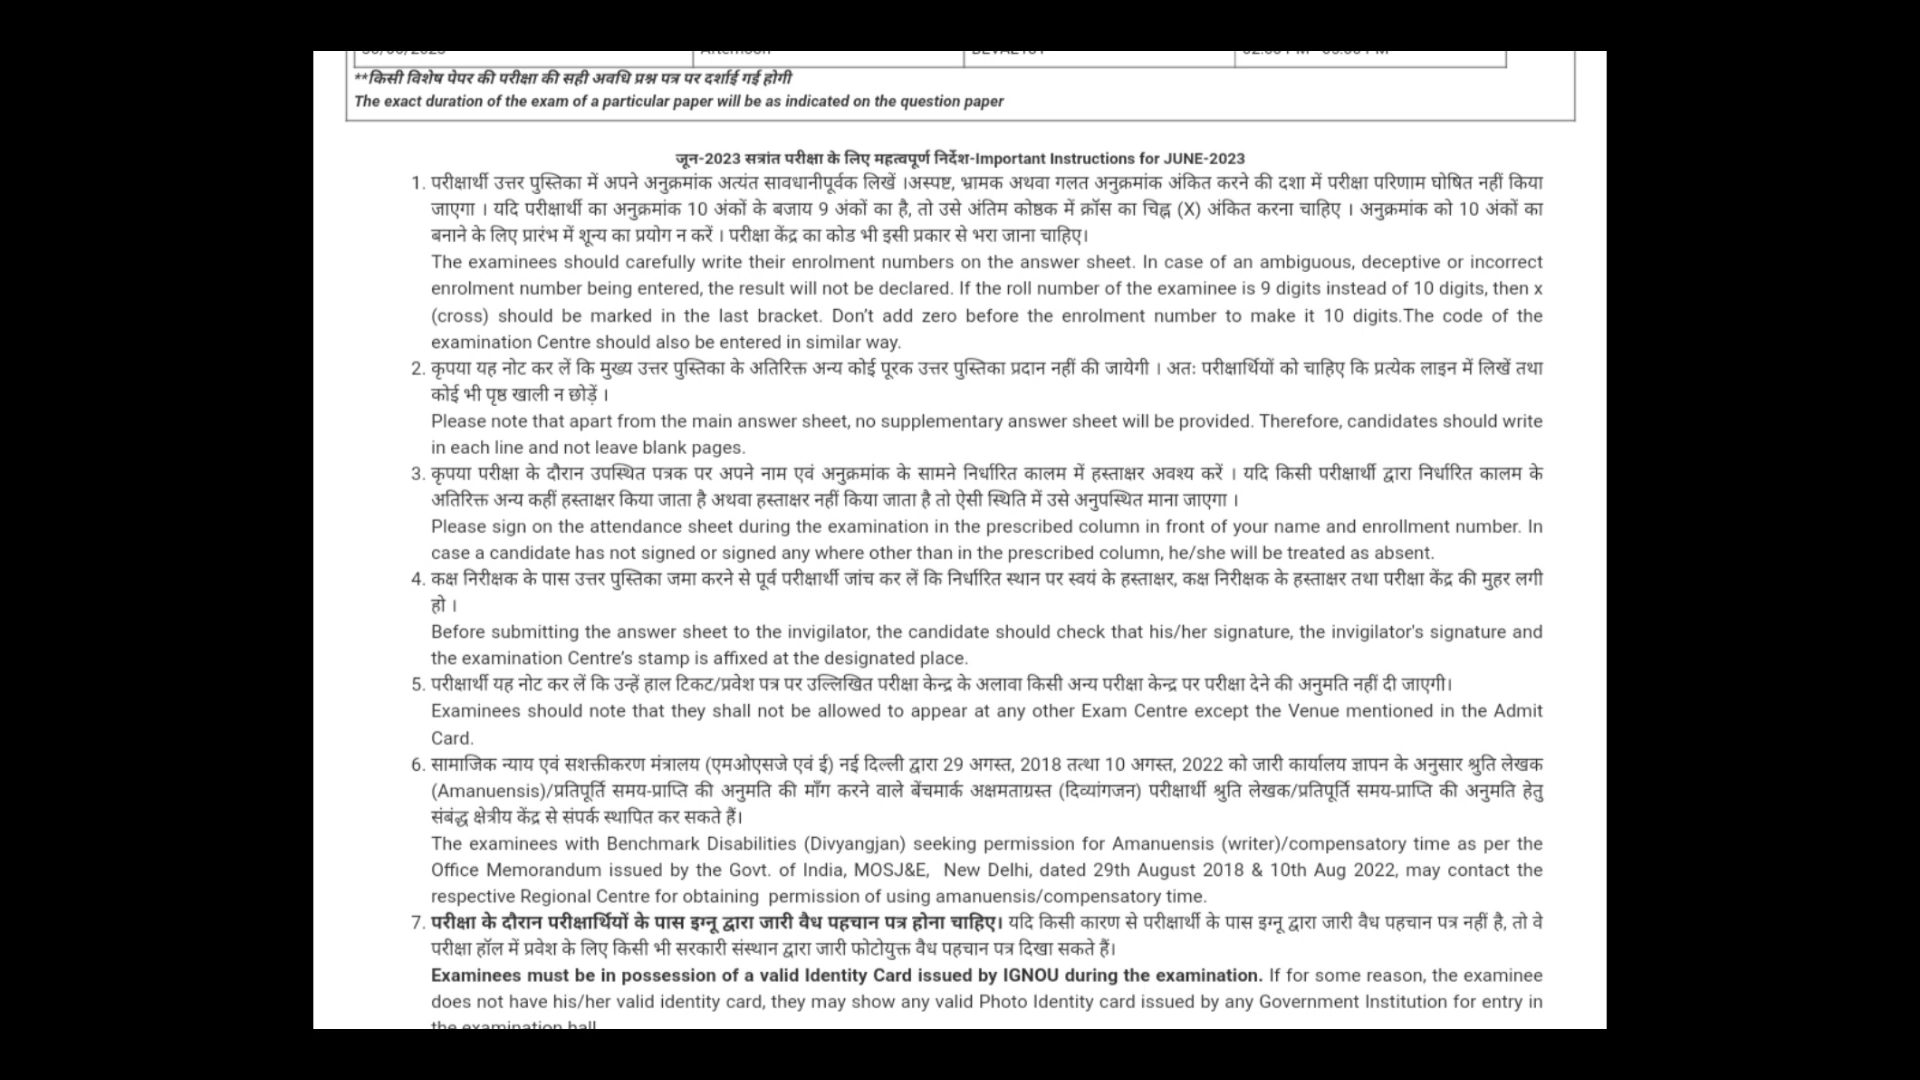 **किसी विशेष पेपर की परीक्षा की सही अवधि प्रश्न पत्र पर दर्शाई गई होगी
The exact duration of the exam of a particular paper will be as indicated on the question paper
जून-2023 सत्रांत परीक्षा के लिए महत्वपूर्ण निर्देश-Important Instructions for JUNE-2023
1. परीक्षार्थी उत्तर पुस्तिका में अपने अनुक्रमांक अत्यंत सावधानीपूर्वक लिखें ।अस्पष्ट, भ्रामक अथवा गलत अनुक्रमांक अंकित करने की दशा में परीक्षा परिणाम घोषित नहीं किया
जाएगा । यदि परीक्षार्थी का अनुक्रमांक 10 अंकों के बजाय 9 अंकों का है, तो उसे अंतिम कोष्ठक में क्रॉस का चिह्न (X) अंकित करना चाहिए । अनुक्रमांक को 10 अंकों का
बनाने के लिए प्रारंभ में शून्य का प्रयोग न करें । परीक्षा केंद्र का कोड भी इसी प्रकार से भरा जाना चाहिए।
The examinees should carefully write their enrolment numbers on the answer sheet. In case of an ambiguous, deceptive or incorrect
enrolment number being entered, the result will not be declared. If the roll number of the examinee is 9 digits instead of 10 digits, then x
(cross) should be marked in the last bracket. Don’t add zero before the enrolment number to make it 10 digits.The code of the
examination Centre should also be entered in similar way.
2. कृपया यह नोट कर लें कि मुख्य उत्तर पुस्तिका के अतिरिक्त अन्य कोई पूरक उत्तर पुस्तिका प्रदान नहीं की जायेगी । अतः परीक्षार्थियों को चाहिए कि प्रत्येक लाइन में लिखें तथा
कोई भी पृष्ठ खाली न छोड़ें ।
Please note that apart from the main answer sheet, no supplementary answer sheet will be provided. Therefore, candidates should write
in each line and not leave blank pages.
3. कृपया परीक्षा के दौरान उपस्थित पत्रक पर अपने नाम एवं अनुक्रमांक के सामने निर्धारित कालम में हस्ताक्षर अवश्य करें । यदि किसी परीक्षार्थी द्वारा निर्धारित कालम के
अतिरिक्त अन्य कहीं हस्ताक्षर किया जाता है अथवा हस्ताक्षर नहीं किया जाता है तो ऐसी स्थिति में उसे अनुपस्थित माना जाएगा ।
Please sign on the attendance sheet during the examination in the prescribed column in front of your name and enrollment number. In
case a candidate has not signed or signed any where other than in the prescribed column, he/she will be treated as absent.
4. कक्ष निरीक्षक के पास उत्तर पुस्तिका जमा करने से पूर्व परीक्षार्थी जांच कर लें कि निर्धारित स्थान पर स्वयं के हस्ताक्षर, कक्ष निरीक्षक के हस्ताक्षर तथा परीक्षा केंद्र की मुहर लगी
हो ।
Before submitting the answer sheet to the invigilator, the candidate should check that his/her signature, the invigilator's signature and
the examination Centre’s stamp is affixed at the designated place.
5. परीक्षार्थी यह नोट कर लें कि उन्हें हाल टिकट/प्रवेश पत्र पर उल्लिखित परीक्षा केन्द्र के अलावा किसी अन्य परीक्षा केन्द्र पर परीक्षा देने की अनुमति नहीं दी जाएगी।
Examinees should note that they shall not be allowed to appear at any other Exam Centre except the Venue mentioned in the Admit
Card.
6. सामाजिक न्याय एवं सशक्तीकरण मंत्रालय (एमओएसजे एवं ई) नई दिल्ली द्वारा 29 अगस्त, 2018 तत्था 10 अगस्त, 2022 को जारी कार्यालय ज्ञापन के अनुसार श्रुति लेखक
(Amanuensis)/प्रतिपूर्ति समय-प्राप्ति की अनुमति की माँग करने वाले बेंचमार्क अक्षमताग्रस्त (दिव्यांगजन) परीक्षार्थी श्रुति लेखक/प्रतिपूर्ति समय-प्राप्ति की अनुमति हेतु
संबंद्ध क्षेत्रीय केंद्र से संपर्क स्थापित कर सकते हैं।
The examinees with Benchmark Disabilities (Divyangjan) seeking permission for Amanuensis (writer)/compensatory time as per the
Office Memorandum issued by the Govt. of India, MOSJ&E, New Delhi, dated 29th August 2018 & 10th Aug 2022, may contact the
respective Regional Centre for obtaining permission of using amanuensis/compensatory time.
7. परीक्षा के दौरान परीक्षार्थियों के पास इग्नू द्वारा जारी वैध पहचान पत्र होना चाहिए। यदि किसी कारण से परीक्षार्थी के पास इग्नू द्वारा जारी वैध पहचान पत्र नहीं है, तो वे
परीक्षा हॉल में प्रवेश के लिए किसी भी सरकारी संस्थान द्वारा जारी फोटोयुक्त वैध पहचान पत्र दिखा सकते हैं।
Examinees must be in possession of a valid Identity Card issued by IGNOU during the examination. If for some reason, the examinee
does not have his/her valid identity card, they may show any valid Photo Identity card issued by any Government Institution for entry in
the examination hall